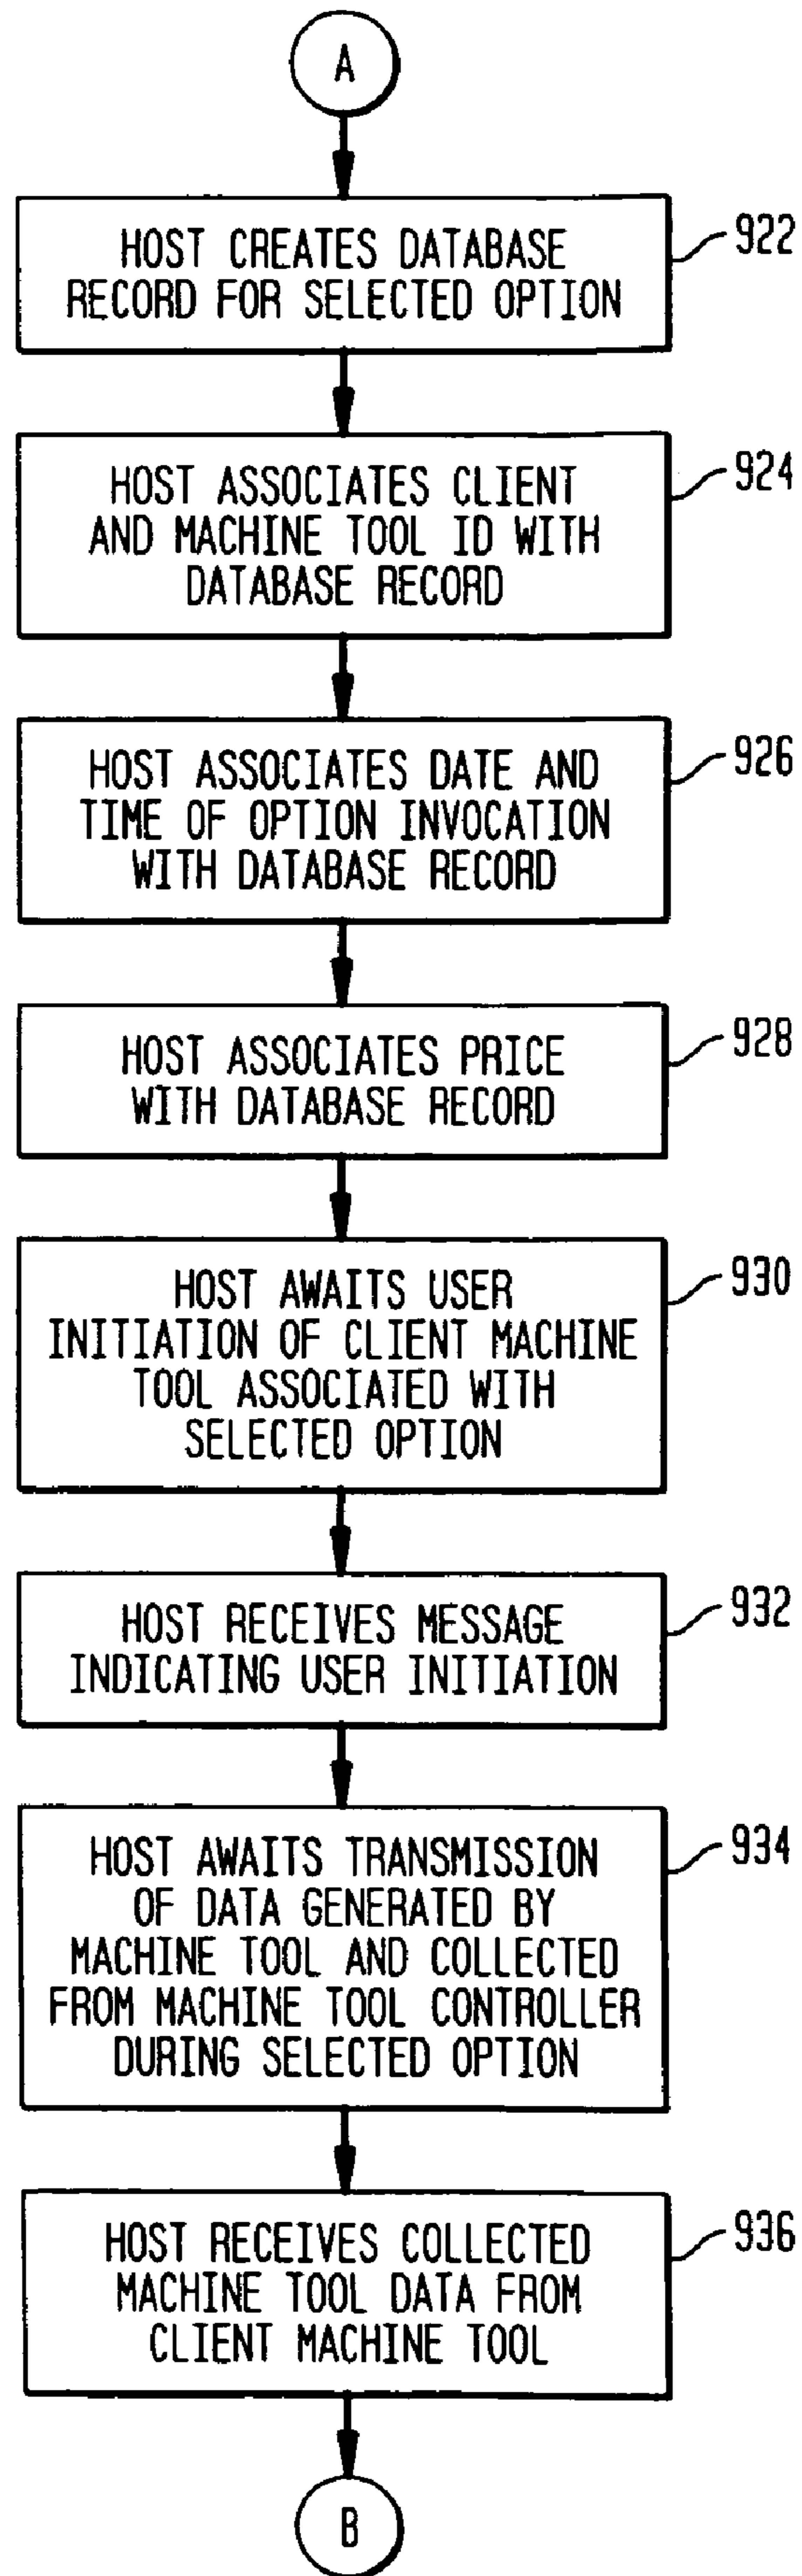 A
HOST CREATES DATABASE
RECORD FOR SELECTED OPTION
922
HOST ASSOCIATES CLIENT
AND MACHINE TOOL ID WITH
DATABASE RECORD
924
HOST ASSOCIATES DATE AND
TIME OF OPTION INVOCATION
WITH DATABASE RECORD
926
HOST ASSOCIATES PRICE
WITH DATABASE RECORD
928
HOST AWAITS USER
INITIATION OF CLIENT MACHINE
TOOL ASSOCIATED WITH
SELECTED OPTION
930
HOST RECEIVES MESSAGE
INDICATING USER INITIATION
932
HOST AWAITS TRANSMISSION
OF DATA GENERATED BY
MACHINE TOOL AND COLLECTED
FROM MACHINE TOOL CONTROLLER
DURING SELECTED OPTION
934
HOST RECEIVES COLLECTED
MACHINE TOOL DATA FROM
CLIENT MACHINE TOOL
936
B